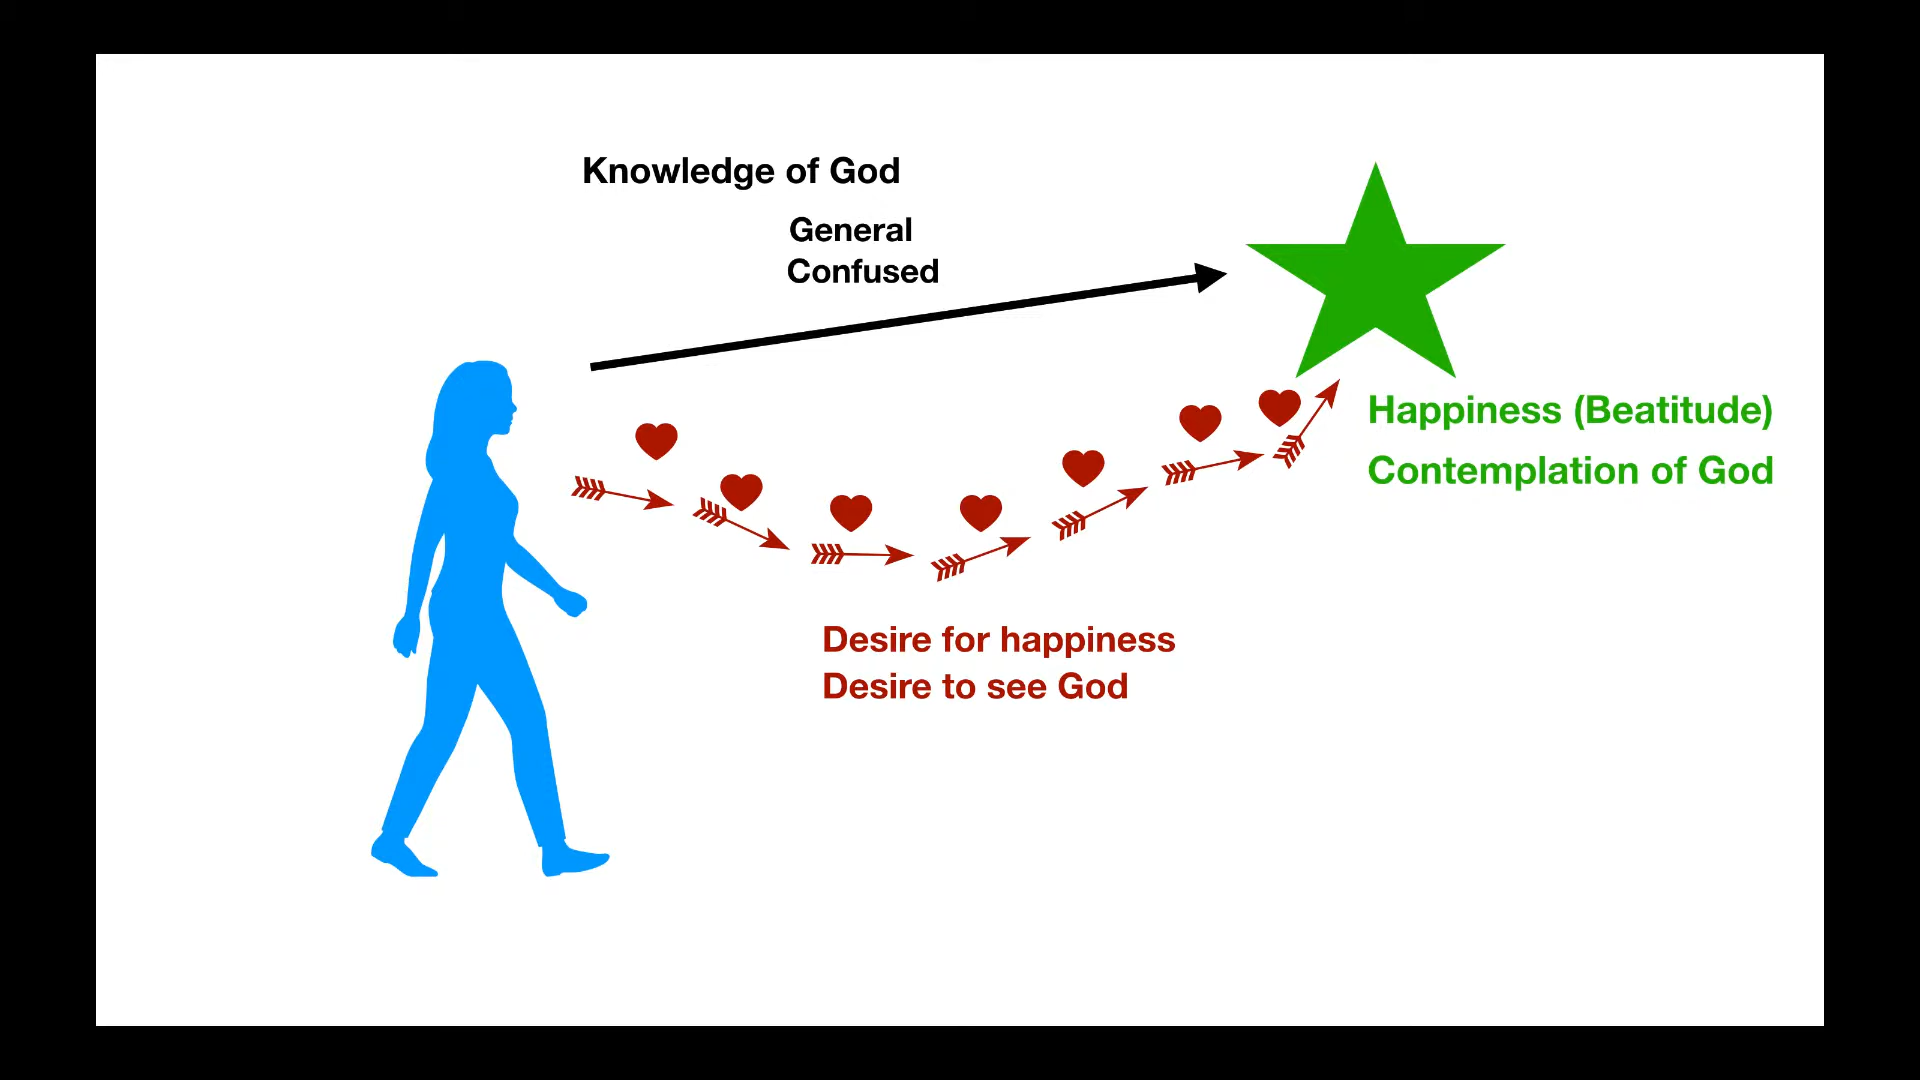 Knowledge of God
General
Confused
Happiness (Beatitude)
Contemplation of God
Desire for happiness
Desire to see God